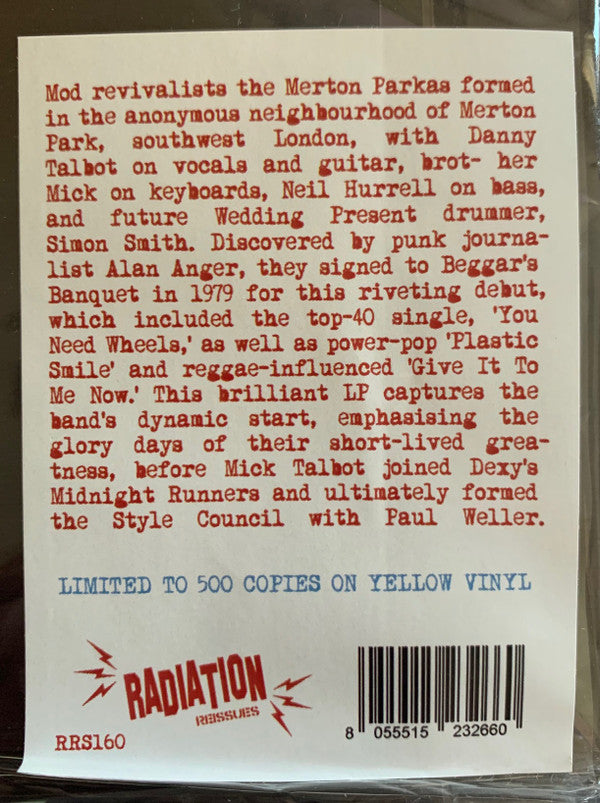 Mod revivalists the Merton Parkas formed
in the anonymous neighbourhood of Merton
Park, southwest London, with Danny
Talbot on vocals and guitar, brot- her
Mick on keyboards, Neil Hurrell on bass,
and future Wedding Present drummer,
Simon Smith. Discovered by punk journa-
list Alan Anger, they signed to Beggar's
Banquet in 1979 for this riveting debut,
which included the top-40 single, 'You
Need Wheels,' as well as power-pop 'Plastic
Smile' and reggae-influenced 'Give It To
Me Now.' This brilliant LP captures the
band's dynamic start, emphasising the
glory days of their short-lived grea-
tness, before Mick Talbot joined Dexy's
Midnight Runners and ultimately formed
the Style Council with Paul Weller.
LIMITED TO 500 COPIES ON YELLOW VINYL
RADIATION
REISSUES
RRS160
8 055515 232660